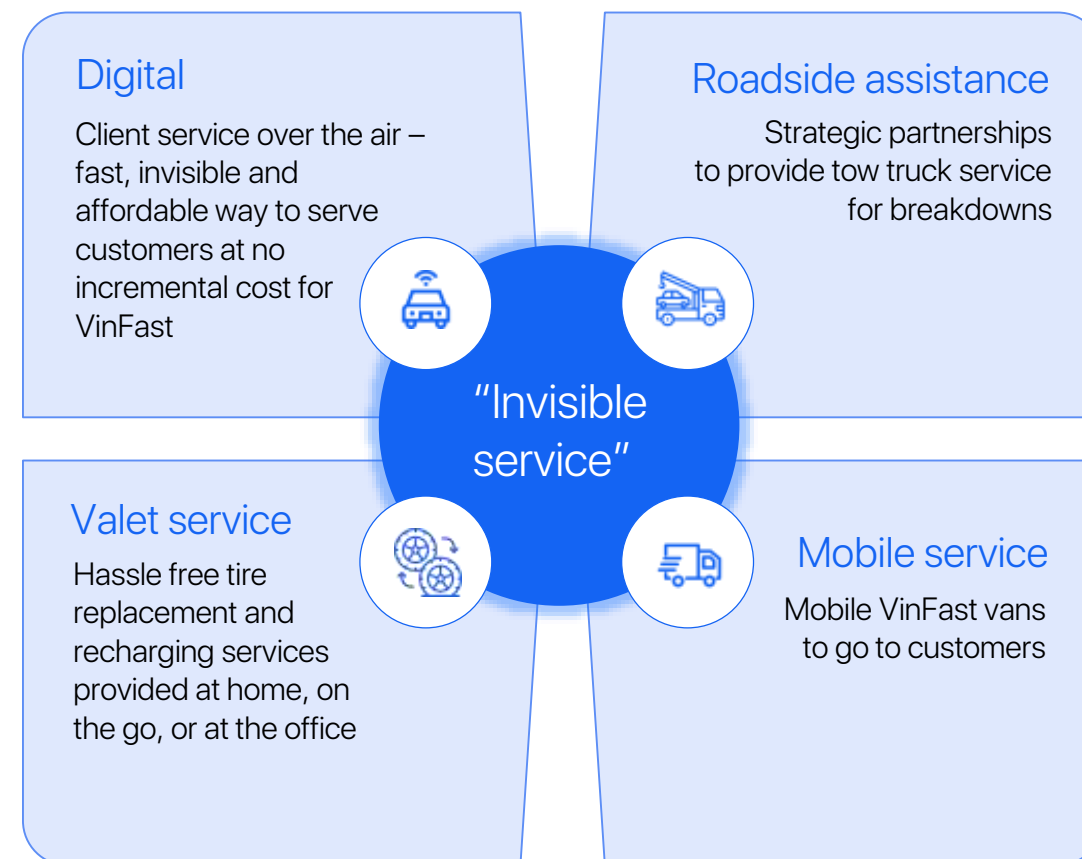 Digital
Client service over the air –
fast, invisible and
affordable way to serve
customers at no
incremental cost for
VinFast
Roadside assistance
Strategic partnerships
to provide tow truck service
for breakdowns
“Invisible
service”
Valet service
Hassle free tire
replacement and
recharging services
provided at home, on
the go, or at the office
Mobile service
Mobile VinFast vans
to go to customers